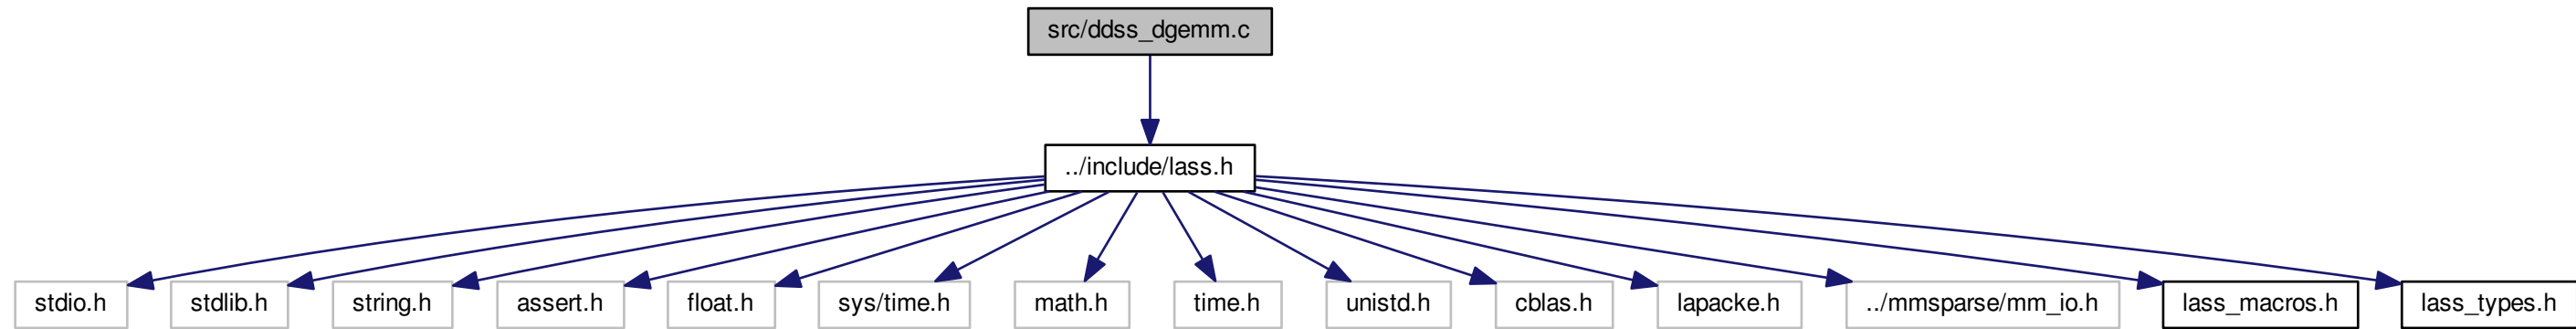 src/ddss_dgemm.c
../include/lass.h
stdio.h
stdlib.h
string.h
assert.h
float.h
sys/time.h
math.h
time.h
unistd.h
cblas.h
lapacke.h
../mmsparse/mm_io.h
lass_macros.h
lass_types.h